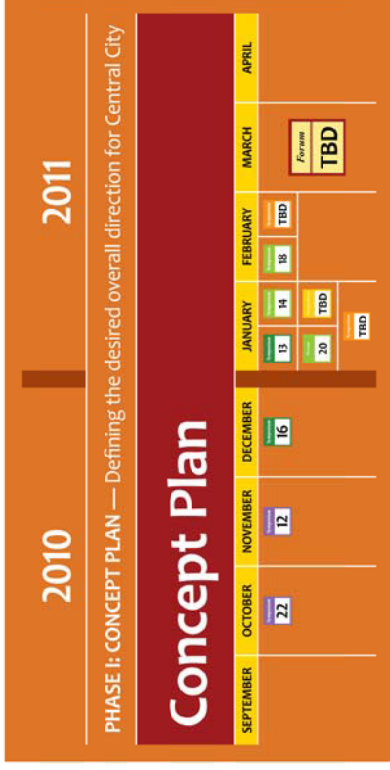 2010 2011
PHASE I: CONCEPT PLAN — Defining the desired overall direction for Central City
Concept Plan
SEPTEMBER OCTOBER NOVEMBER DECEMBER JANUARY FEBRUARY MARCH APRIL
22 12 16 13 14 18 TBD
20 TBD
TBD
Forum
TBD